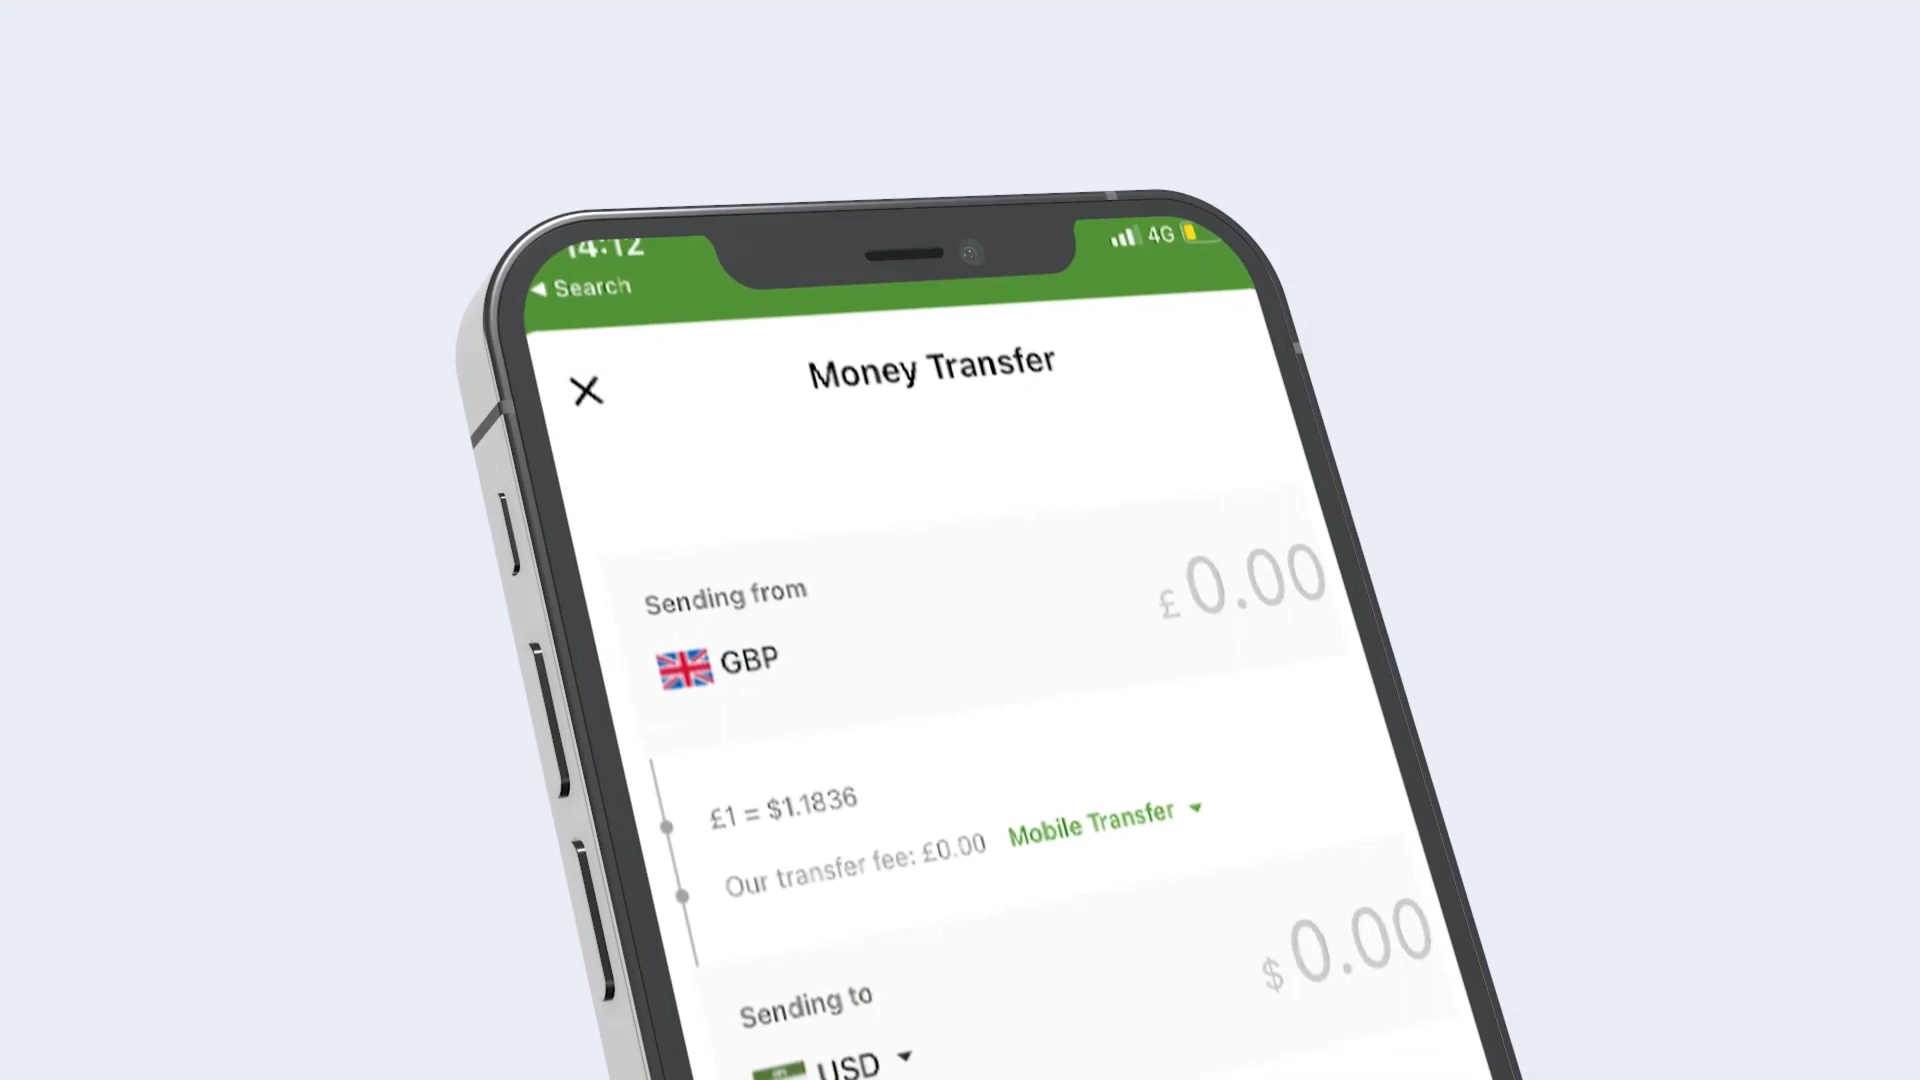 14:12
4G
Search
Money Transfer
Sending from
£0.00
GBP
£1 = $1.1836
Our transfer fee: £0.00 Mobile Transfer
Sending to
$0.00
USD